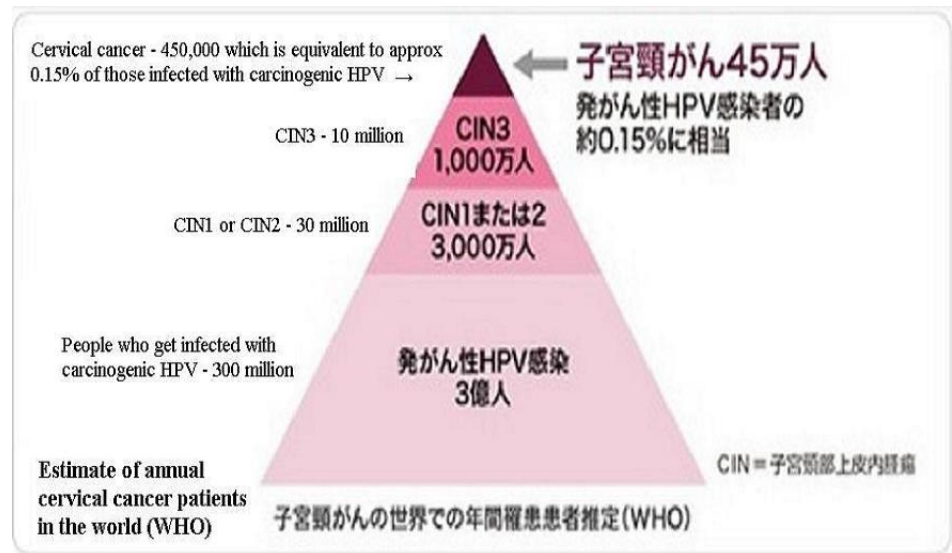 Cervical cancer - 450,000 which is equivalent to approx
0.15% of those infected with carcinogenic HPV →
子宮頸がん45万人
発がん性HPV感染者の
約0.15%に相当
CIN3 - 10 million
CIN3
1,000万人
CIN1 or CIN2 - 30 million
CIN1または2
3,000万人
People who get infected with
carcinogenic HPV - 300 million
発がん性HPV感染
3億人
Estimate of annual
cervical cancer patients
in the world (WHO)
CIN=子宮頸部上皮内腫瘍
子宮頸がんの世界での年間罹患患者推定(WHO)